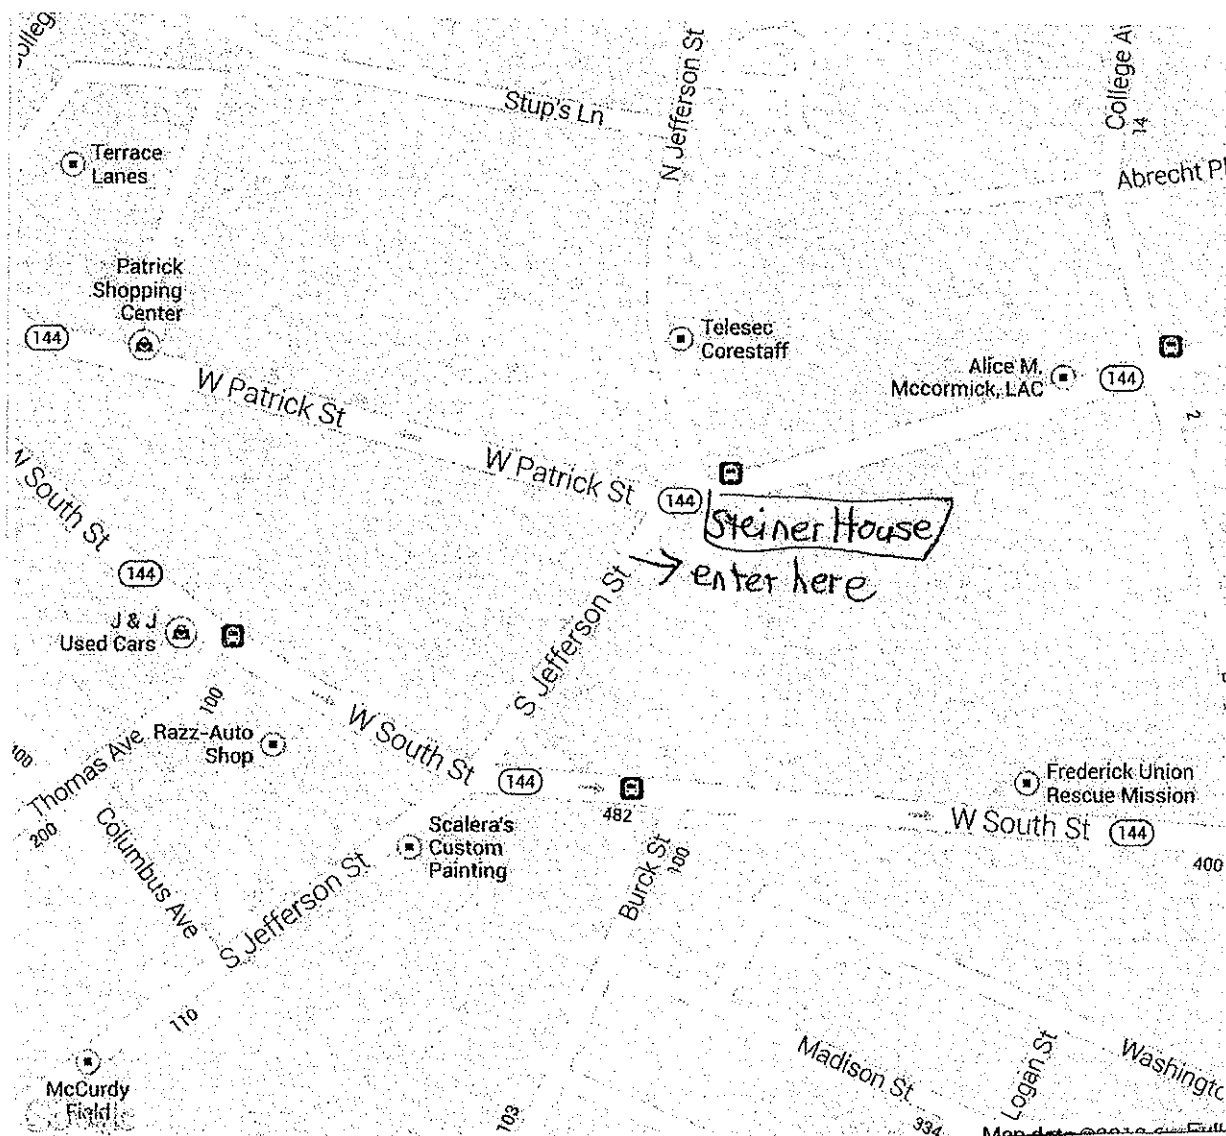 Stup's Ln
N Jefferson St
College Av
14
Abrecht Pl
Terrace
Lanes
Patrick
Shopping
Center
144
W Patrick St
Telesec
Corestaff
Alice M.
Mccormick, LAC
144
2
W Patrick St
144
Steiner House
enter here
W South St
144
J & J
Used Cars
S Jefferson St
100
Razz-Auto
Shop
W South St
144
482
Thomas Ave
200
Columbus Ave
Scalera's
Custom
Painting
S Jefferson St
Burck St
100
Frederick Union
Rescue Mission
W South St
144
400
110
McCurdy
Field
103
Madison St
334
Logan St
Washingto